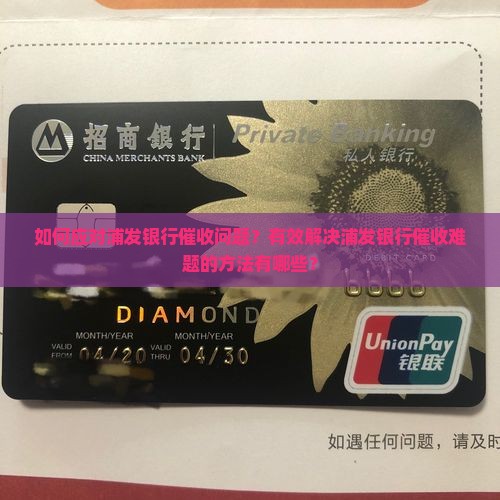 招商银行
CHINA MERCHANTS BANK
Private Banking
私人银行
如何应对浦发银行催收问题？有效解决浦发银行催收难
题的方法有哪些？
DEBIT CARD
DIAMOND
MONTH/YEAR MONTH/YEAR
VALID FROM 04/20 VALID THRU 04/30
UnionPay
银联
如遇任何问题，请及时